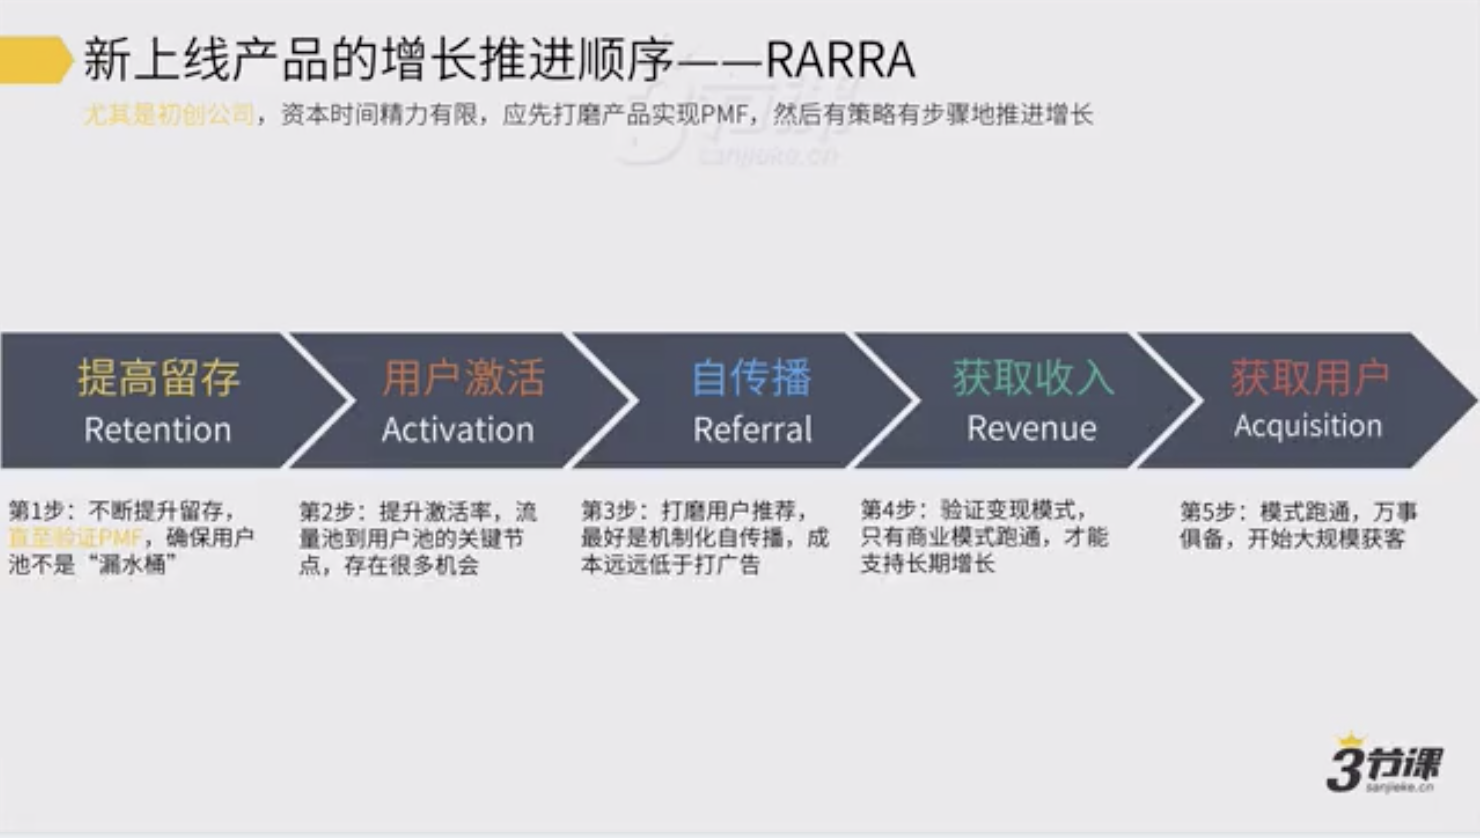 新上线产品的增长推进顺序——RARRA
尤其是初创公司，资本时间精力有限，应先打磨产品实现PMF，然后有策略有步骤地推进增长
3节课
sanjieke.cn
提高留存
Retention
用户激活
Activation
自传播
Referral
获取收入
Revenue
获取用户
Acquisition
第1步：不断提升留存，
直至验证PMF，确保用户
池不是“漏水桶”
第2步：提升激活率，流
量池到用户池的关键节
点，存在很多机会
第3步：打磨用户推荐，
最好是机制化自传播，成
本远远低于打广告
第4步：验证变现模式，
只有商业模式跑通，才能
支持长期增长
第5步：模式跑通，万事
俱备，开始大规模获客
3节课
sanjieke.cn